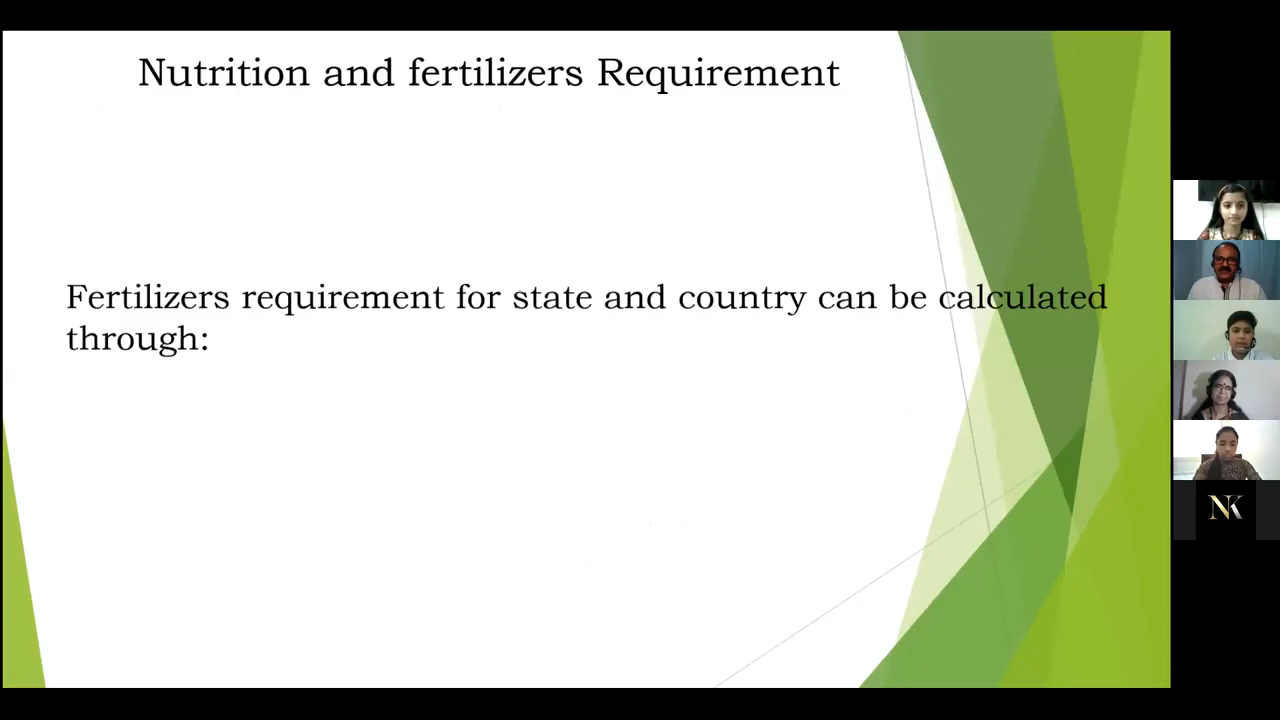 Nutrition and fertilizers Requirement
Fertilizers requirement for state and country can be calculated
through:
NK